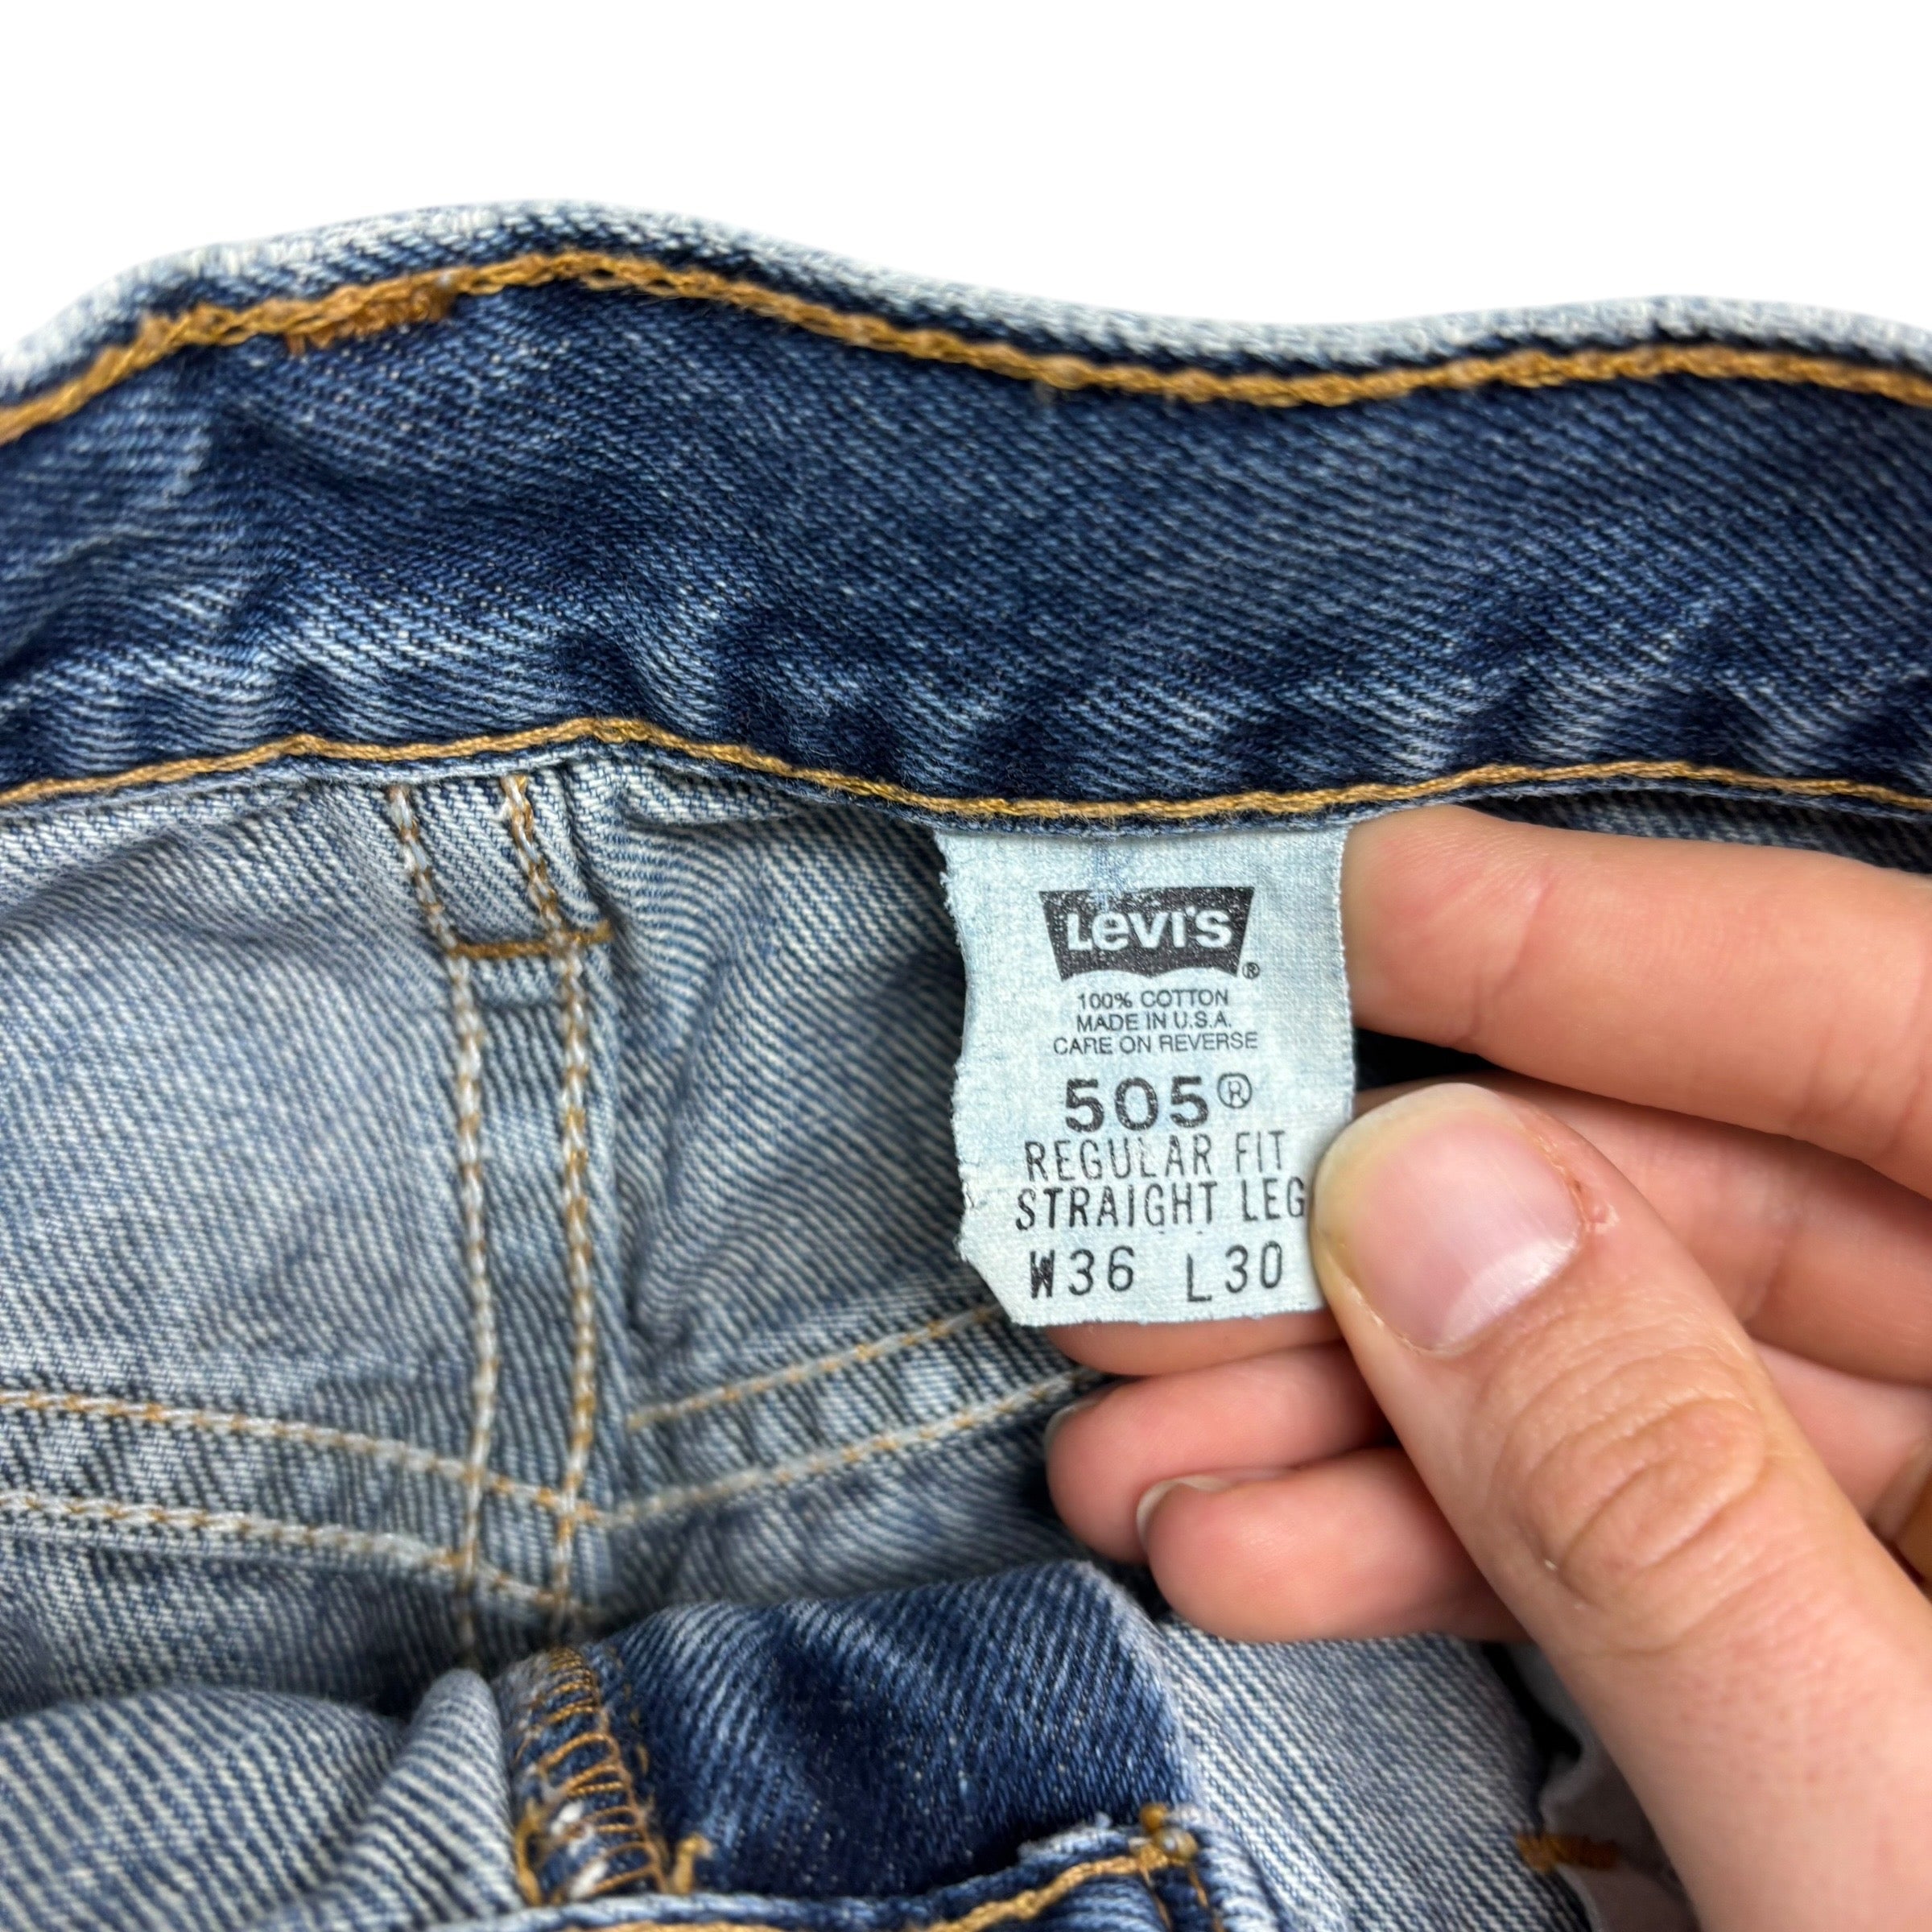 Levi's®
100% COTTON
MADE IN U.S.A.
CARE ON REVERSE
505®
REGULAR FIT
STRAIGHT LEG
W36 L30